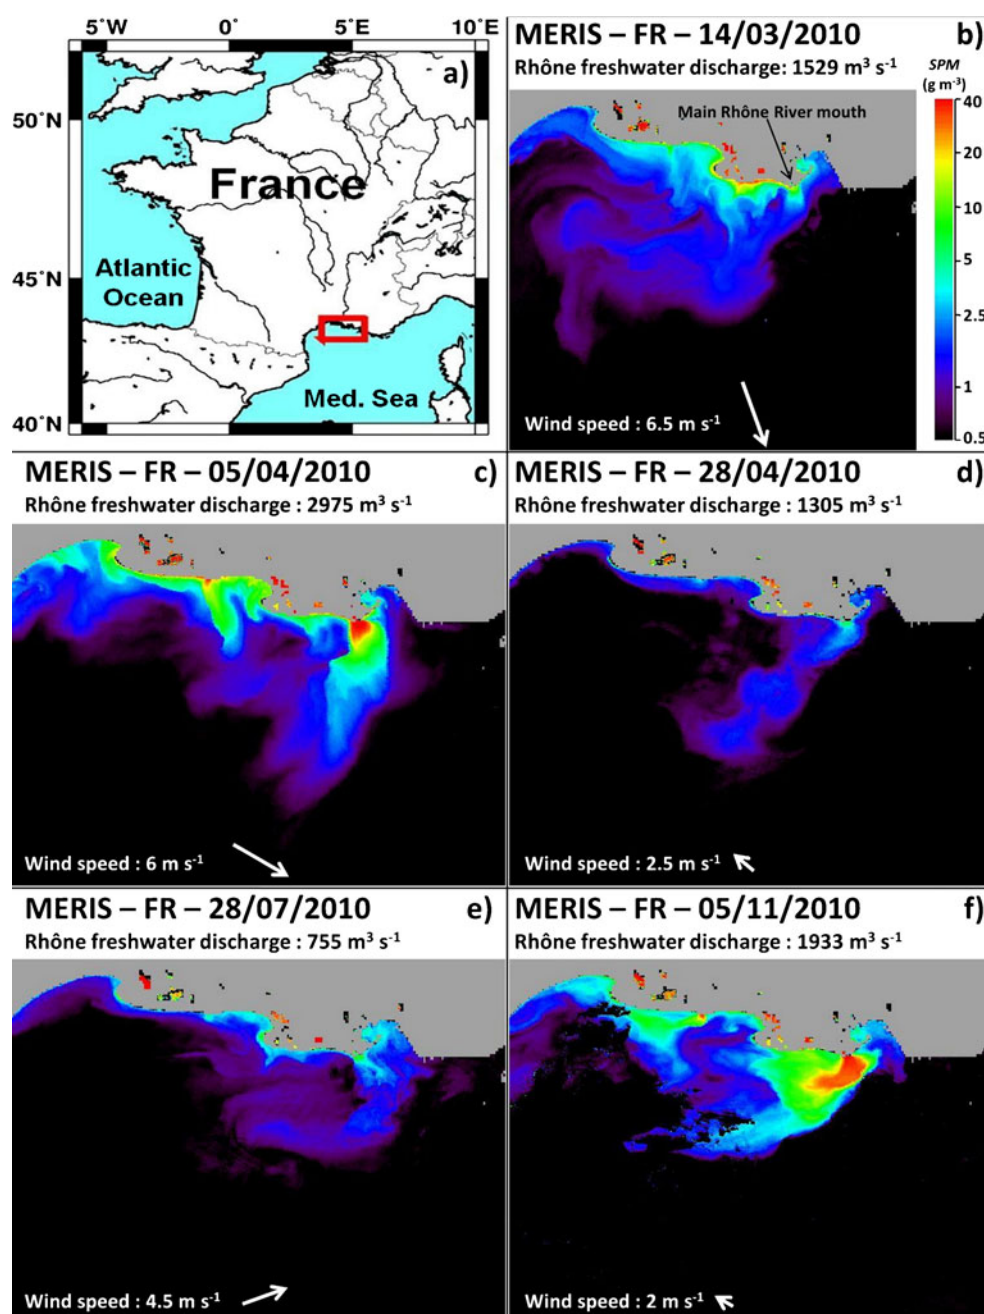 5˚W 0˚ 5˚E 10˚E
a)
50˚N
France
Atlantic
Ocean
45˚N
Med. Sea
40˚N
MERIS – FR – 14/03/2010
b)
Rhône freshwater discharge: 1529 m³ s⁻¹
SPM
(g m⁻³)
Main Rhône River mouth
40
20
10
5
2.5
1
0.5
Wind speed : 6.5 m s⁻¹
MERIS – FR – 05/04/2010 c)
Rhône freshwater discharge : 2975 m³ s⁻¹
Wind speed : 6 m s⁻¹
MERIS – FR – 28/04/2010 d)
Rhône freshwater discharge : 1305 m³ s⁻¹
Wind speed : 2.5 m s⁻¹
MERIS – FR – 28/07/2010 e)
Rhône freshwater discharge : 755 m³ s⁻¹
Wind speed : 4.5 m s⁻¹
MERIS – FR – 05/11/2010 f)
Rhône freshwater discharge : 1933 m³ s⁻¹
Wind speed : 2 m s⁻¹